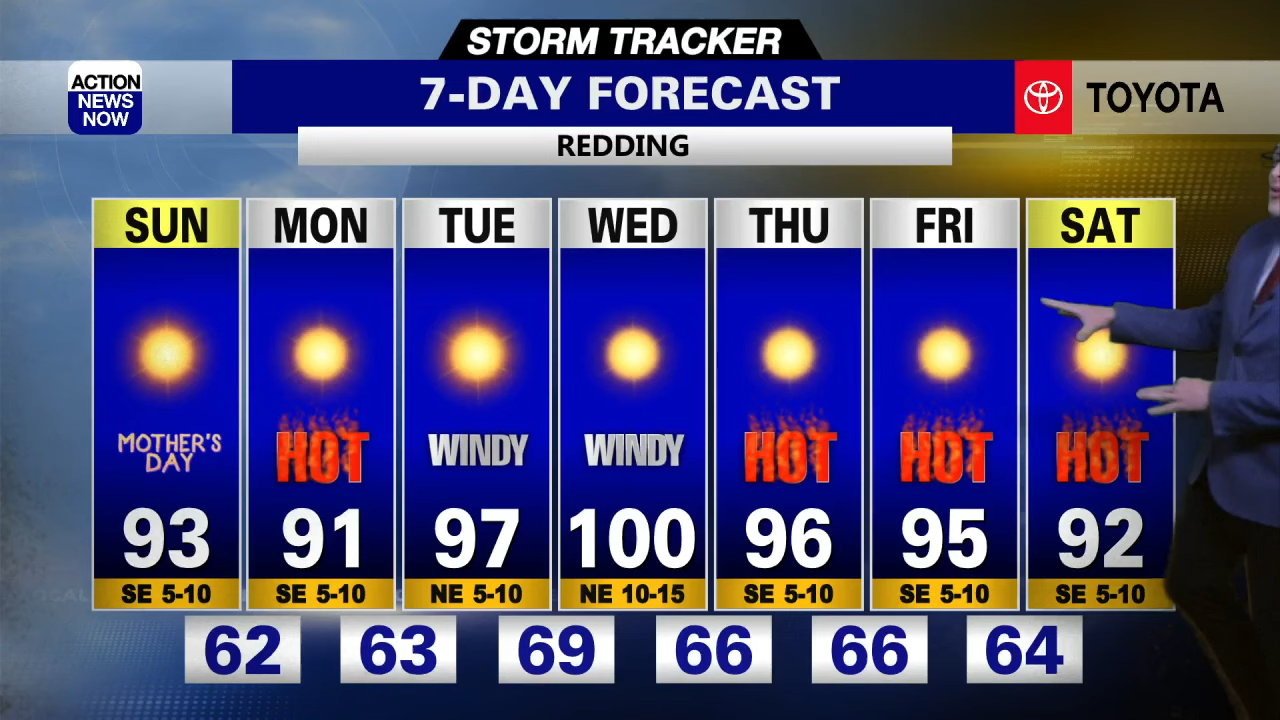 STORM TRACKER
ACTION
NEWS
NOW
7-DAY FORECAST
TOYOTA
REDDING
SUN MON TUE WED THU FRI SAT
MOTHER'S
DAY
HOT WINDY WINDY HOT HOT HOT
93 91 97 100 96 95 92
SE 5-10 SE 5-10 NE 5-10 NE 10-15 SE 5-10 SE 5-10 SE 5-10
62 63 69 66 66 64